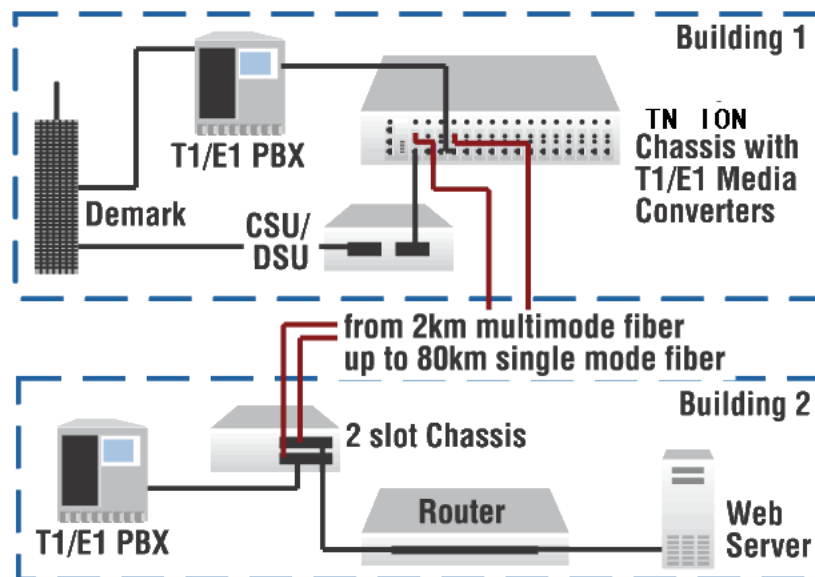 Building 1
T1/E1 PBX
TN ION
Chassis with
T1/E1 Media
Converters
Demark
CSU/
DSU
from 2km multimode fiber
up to 80km single mode fiber
Building 2
2 slot Chassis
T1/E1 PBX
Router
Web
Server